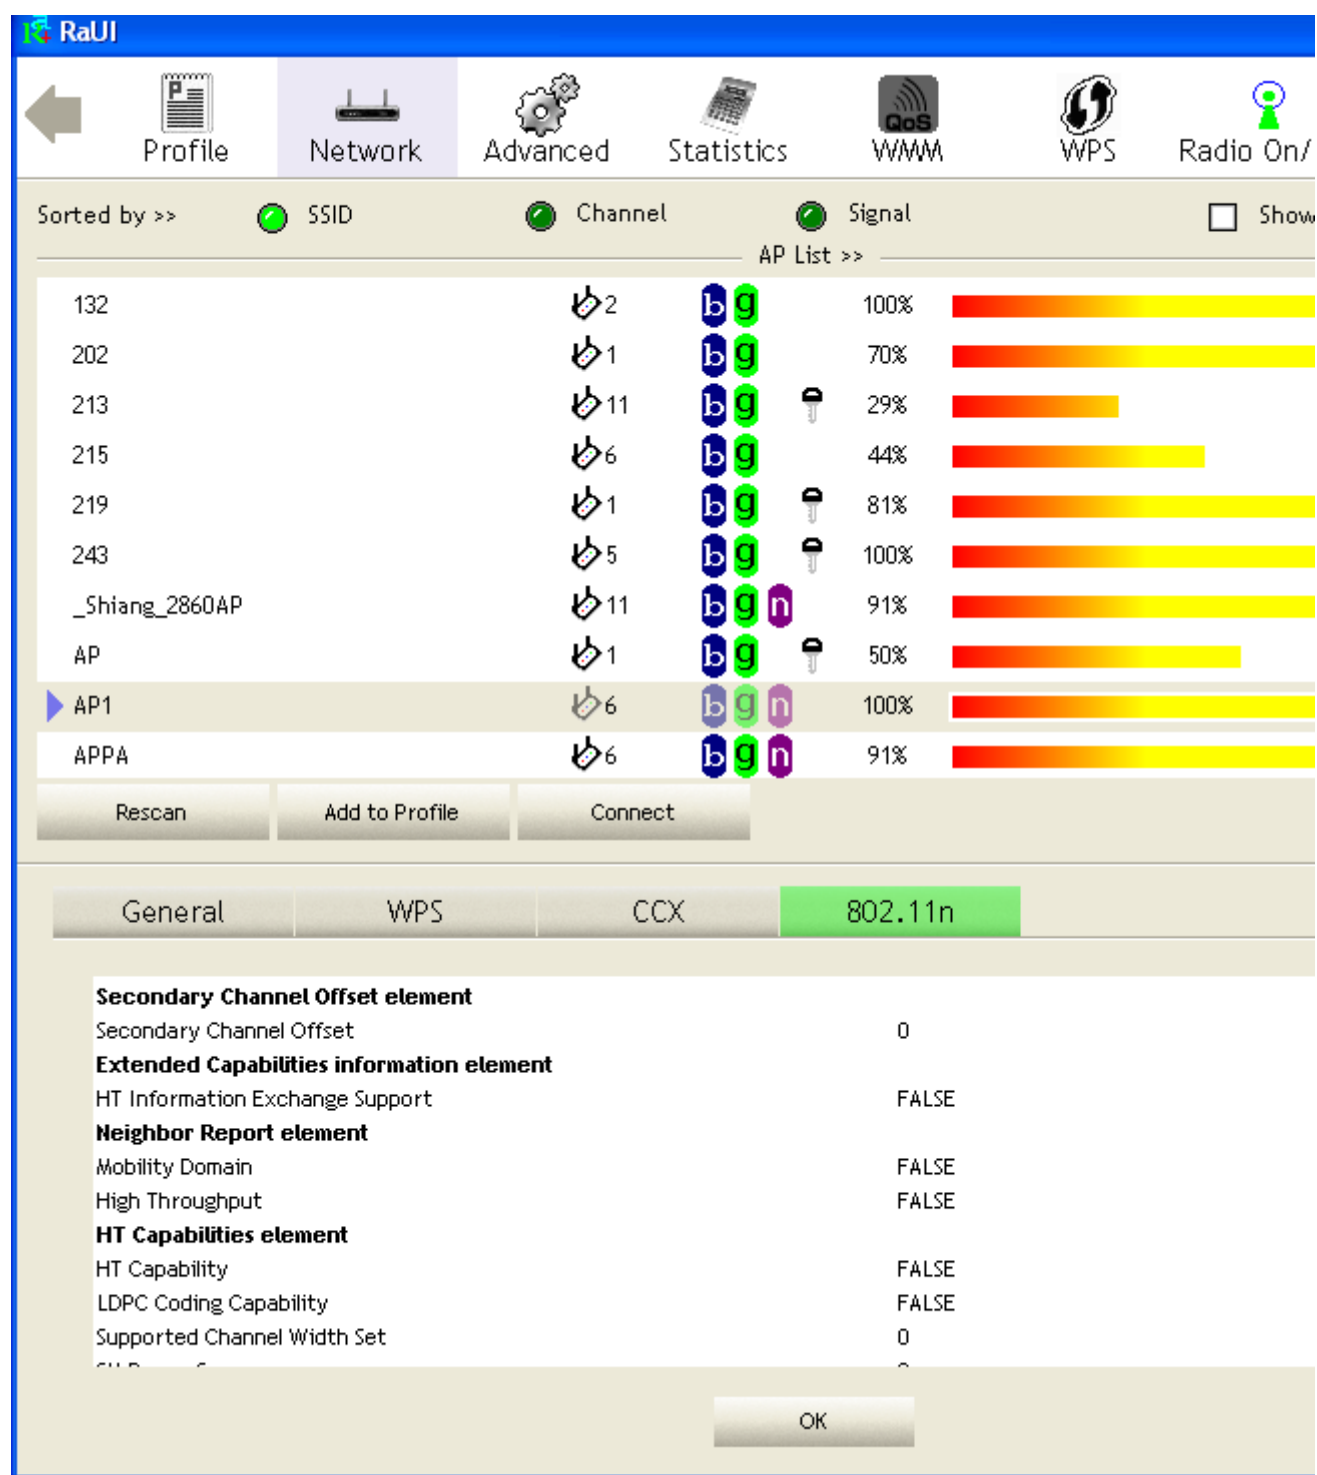 RaUI
Profile Network Advanced Statistics WMM WPS Radio On/
QoS
Sorted by >> SSID Channel Signal Show
AP List >>
132 2 b g 100%
202 1 b g 70%
213 11 b g 29%
215 6 b g 44%
219 1 b g 81%
243 5 b g 100%
_Shiang_2860AP 11 b g n 91%
AP 1 b g 50%
AP1 6 b g n 100%
APPA 6 b g n 91%
Rescan Add to Profile Connect
General WPS CCX 802.11n
Secondary Channel Offset element
Secondary Channel Offset 0
Extended Capabilities information element
HT Information Exchange Support FALSE
Neighbor Report element
Mobility Domain FALSE
High Throughput FALSE
HT Capabilities element
HT Capability FALSE
LDPC Coding Capability FALSE
Supported Channel Width Set 0
OK